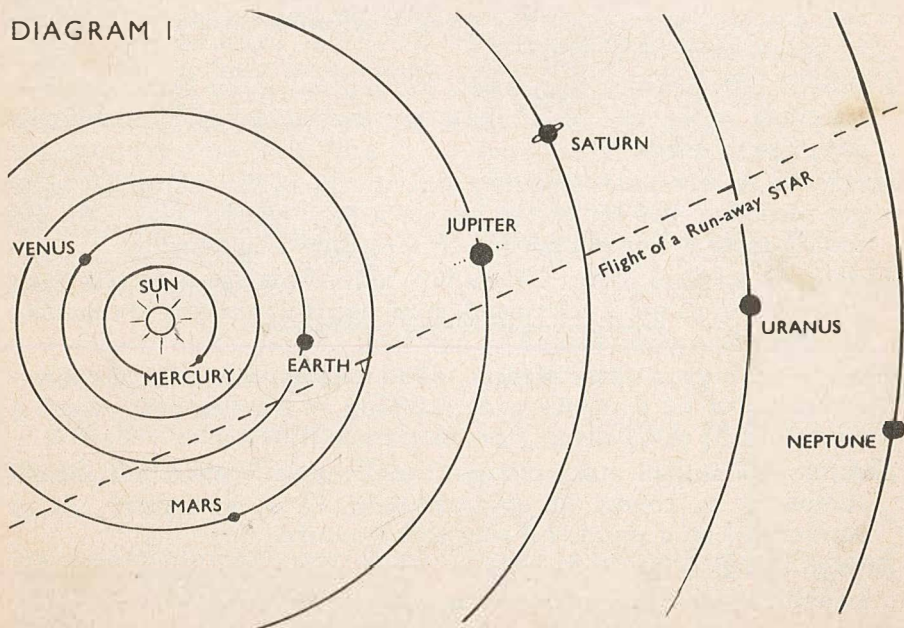 DIAGRAM I
SATURN
JUPITER
VENUS
SUN
Flight of a Run-away STAR
URANUS
MERCURY
EARTH
NEPTUNE
MARS